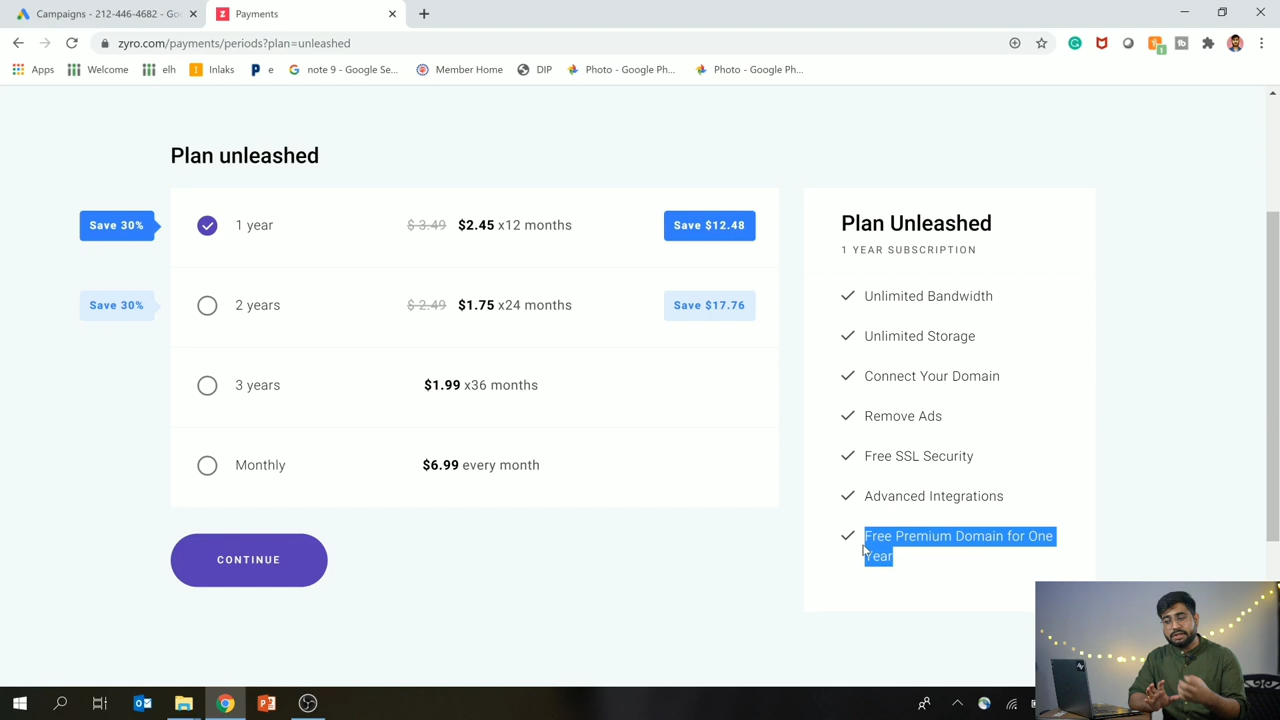 Campaigns - 212-446-4682 - Go
Payments
zyro.com/payments/periods?plan=unleashed
Apps
Welcome
elh
Inlaks
e
note 9 - Google Se...
Member Home
DIP
Photo - Google Ph...
Photo - Google Ph...
Plan unleashed
Save 30%
1 year
$ 3.49 $2.45 x12 months
Save $12.48
Save 30%
2 years
$ 2.49 $1.75 x24 months
Save $17.76
3 years
$1.99 x36 months
Monthly
$6.99 every month
CONTINUE
Plan Unleashed
1 YEAR SUBSCRIPTION
Unlimited Bandwidth
Unlimited Storage
Connect Your Domain
Remove Ads
Free SSL Security
Advanced Integrations
Free Premium Domain for One
Year